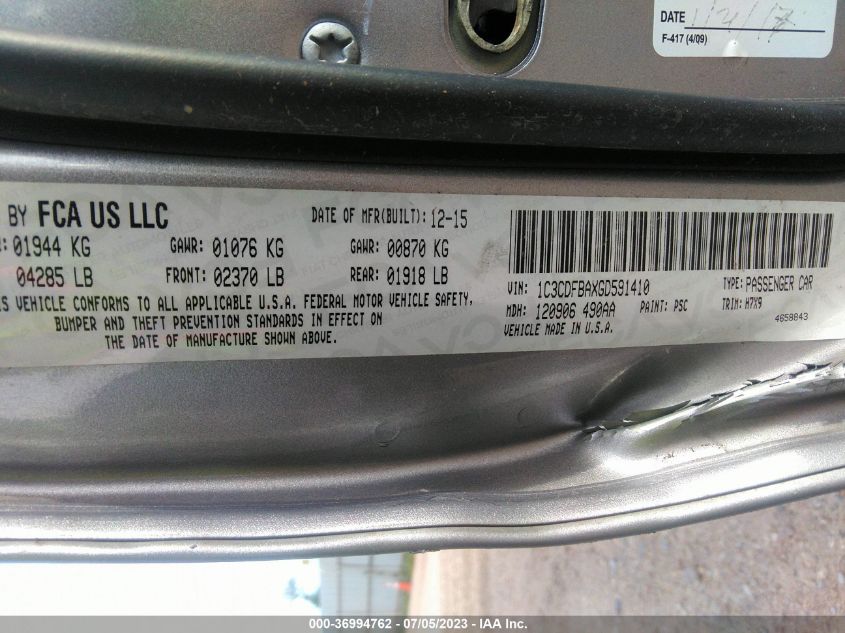 DATE
F-417 (4/09)
BY FCA US LLC
DATE OF MFR(BUILT): 12-15
: 01944 KG GAWR: 01076 KG GAWR: 00870 KG
04285 LB FRONT: 02370 LB REAR: 01918 LB
VEHICLE CONFORMS TO ALL APPLICABLE U.S.A. FEDERAL MOTOR VEHICLE SAFETY,
BUMPER AND THEFT PREVENTION STANDARDS IN EFFECT ON
THE DATE OF MANUFACTURE SHOWN ABOVE.
VIN: 1C3CDFBAXGD591410 TYPE: PASSENGER CAR
MDH: 120906 490AA PAINT: PSC TRIM: H7X9
VEHICLE MADE IN U.S.A. 4658843
000-36994762 - 07/05/2023 - IAA Inc.